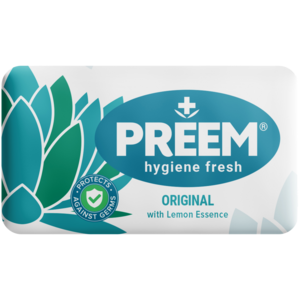 PREEM®
hygiene fresh
PROTECTS
AGAINST GERMS
ORIGINAL
with Lemon Essence